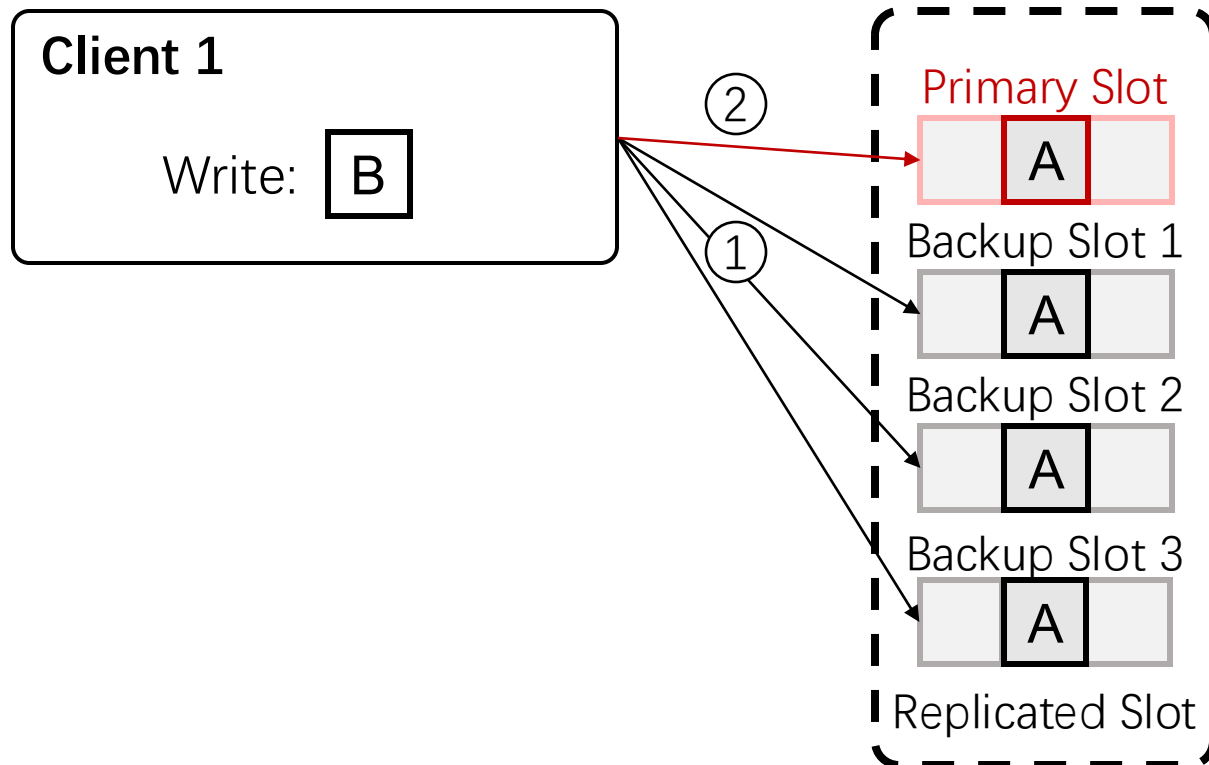 Client 1
Write: B
②
①
Primary Slot
A
Backup Slot 1
A
Backup Slot 2
A
Backup Slot 3
A
Replicated Slot